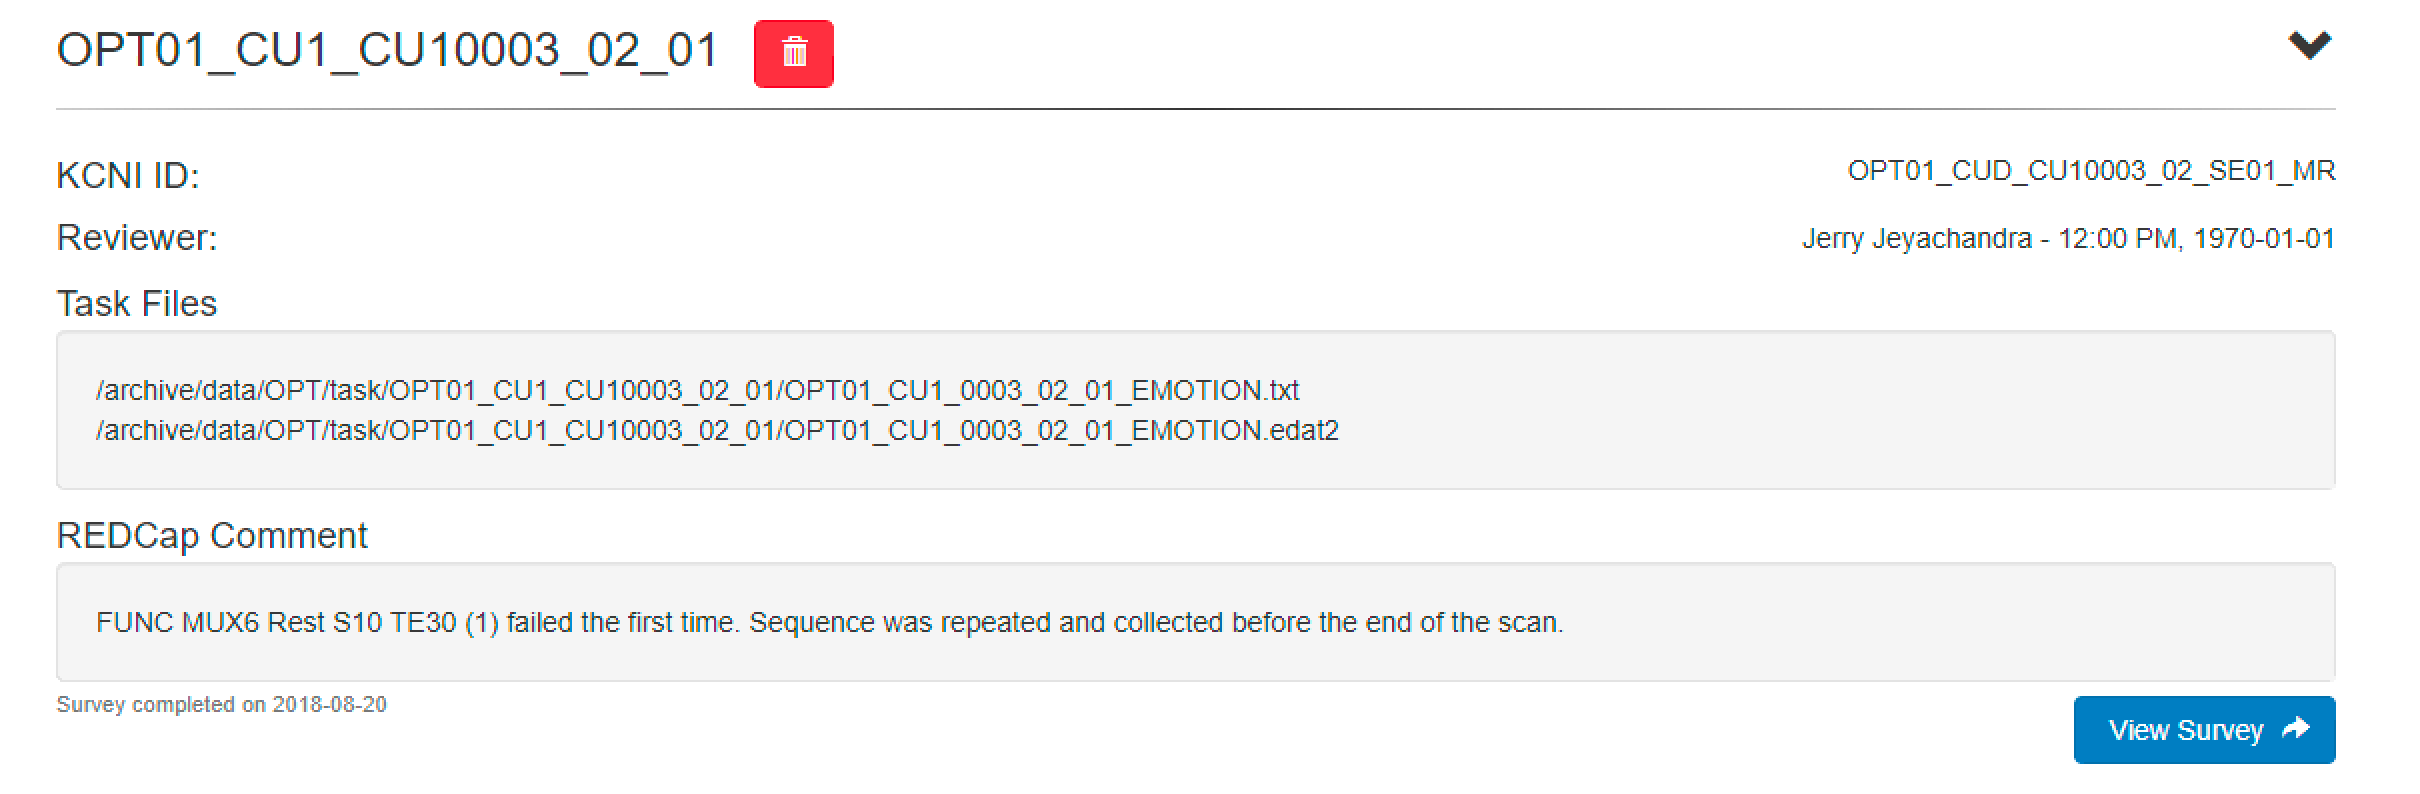 OPT01_CU1_CU10003_02_01
KCNI ID:
OPT01_CUD_CU10003_02_SE01_MR
Reviewer:
Jerry Jeyachandra - 12:00 PM, 1970-01-01
Task Files
/archive/data/OPT/task/OPT01_CU1_CU10003_02_01/OPT01_CU1_0003_02_01_EMOTION.txt
/archive/data/OPT/task/OPT01_CU1_CU10003_02_01/OPT01_CU1_0003_02_01_EMOTION.edat2
REDCap Comment
FUNC MUX6 Rest S10 TE30 (1) failed the first time. Sequence was repeated and collected before the end of the scan.
Survey completed on 2018-08-20
View Survey